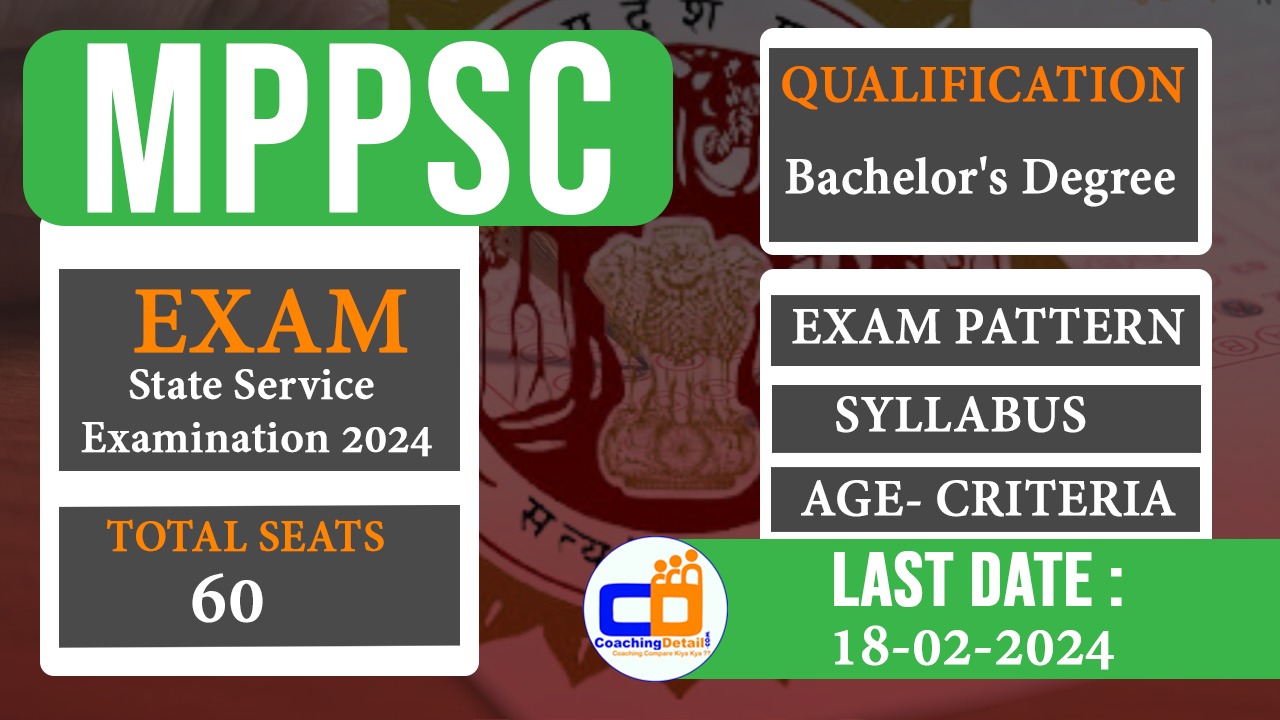 MPPSC
EXAM
State Service
Examination 2024
TOTAL SEATS
60
QUALIFICATION
Bachelor's Degree
EXAM PATTERN
SYLLABUS
AGE- CRITERIA
LAST DATE :
18-02-2024
CoachingDetail.com
Coaching Compare Kiya Kya ??